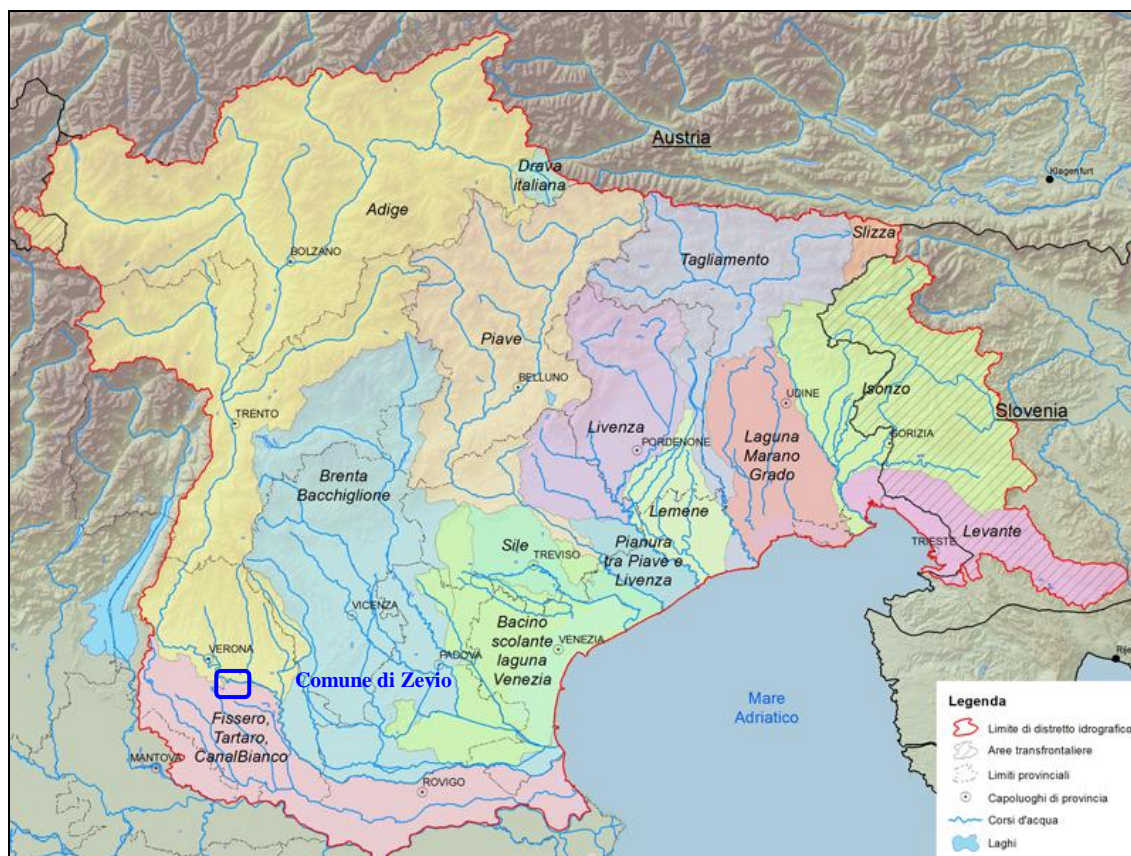 Austria
Klagenfurt
Drava
italiana
Adige
Slizza
BOLZANO
Tagliamento
Piave
BELLUNO
UDINE
Isonzo
Slovenia
TRENTO
Livenza
PORDENONE
Laguna
Marano
Grado
GORIZIA
Brenta
Bacchiglione
Lemene
Levante
TRIESTE
Sile
TREVISO
Pianura
tra Piave e
Livenza
VICENZA
Bacino
scolante
laguna
Venezia
VENEZIA
VERONA
PADOVA
Comune di Zevio
Rije
Mare
Adriatico
Fissero,
Tartaro,
CanalBianco
MANTOVA
ROVIGO
Legenda
Limite di distretto idrografico
Aree transfrontaliere
Limiti provinciali
Capoluoghi di provincia
Corsi d'acqua
Laghi